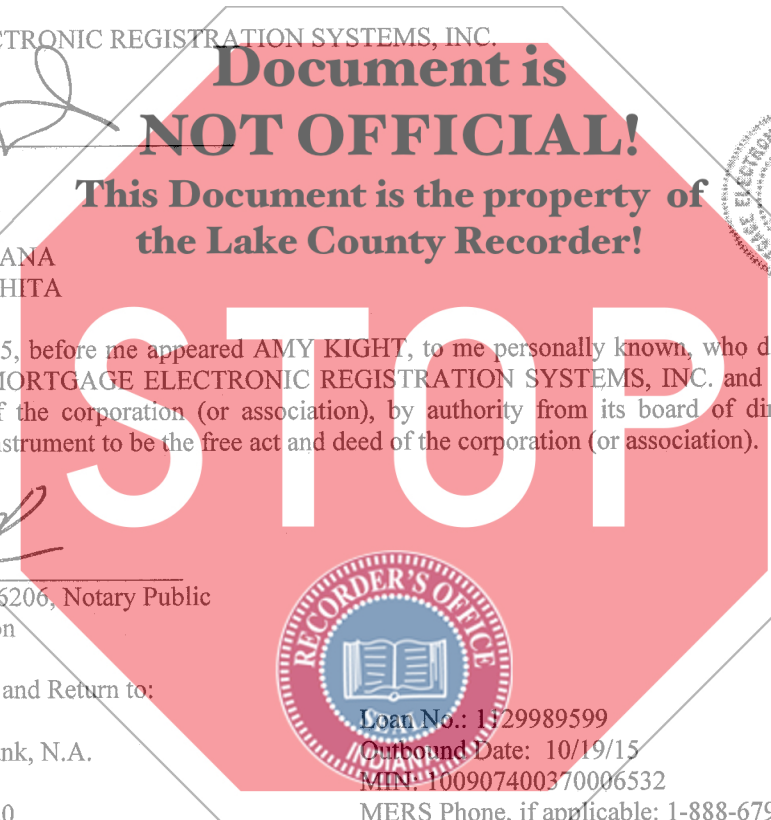 CTRONIC REGISTRATION SYSTEMS, INC.
Document is
NOT OFFICIAL!
This Document is the property of
the Lake County Recorder!
ANA
HITA
STOP
5, before me appeared AMY KIGHT, to me personally known, who d
MORTGAGE ELECTRONIC REGISTRATION SYSTEMS, INC. and
f the corporation (or association), by authority from its board of di
strument to be the free act and deed of the corporation (or association).
6206, Notary Public
on
RECORDER'S OFFICE
SEAL
INDIANA
and Return to:
Loan No.: 1129989599
nk, N.A.
Outbound Date: 10/19/15
MIN: 100907400370006532
MERS Phone, if applicable: 1-888-679